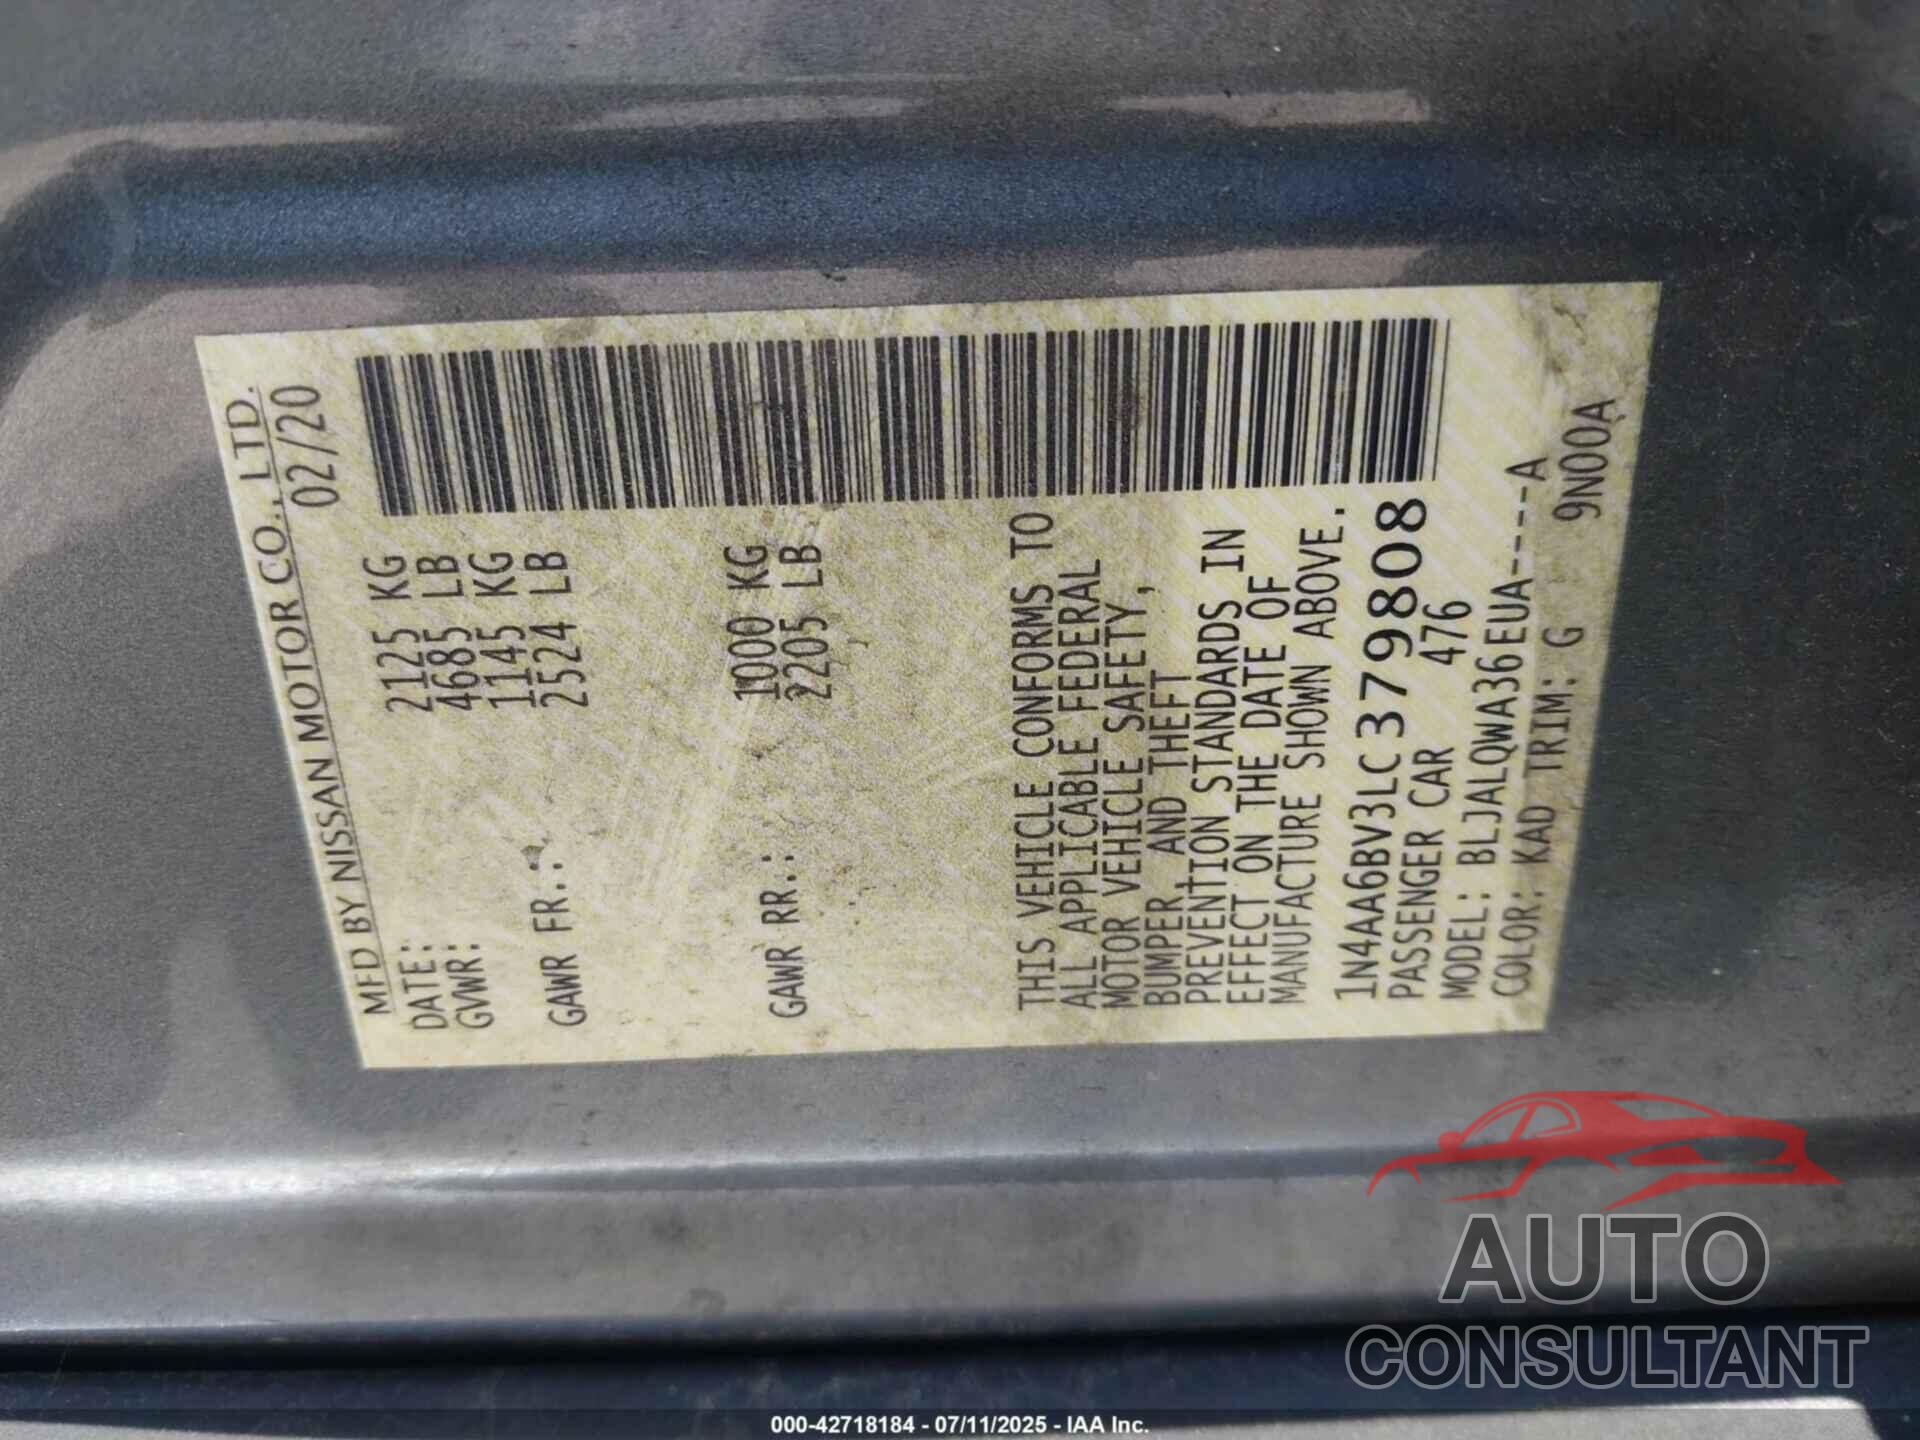 MFD BY NISSAN MOTOR CO., LTD.
DATE: 02/20
GVWR: 2125 KG
4685 LB
GAWR FR.: 1145 KG
2524 LB
GAWR RR.: 1000 KG
2205 LB
THIS VEHICLE CONFORMS TO
ALL APPLICABLE FEDERAL
MOTOR VEHICLE SAFETY,
BUMPER, AND THEFT
PREVENTION STANDARDS IN
EFFECT ON THE DATE OF
MANUFACTURE SHOWN ABOVE.
1N4AA6BV3LC379808
PASSENGER CAR 476
MODEL: BLJALQWA36EUA-----A
COLOR: KAD TRIM: G 9N00A
AUTO
CONSULTANT
000-42718184 - 07/11/2025 - IAA Inc.